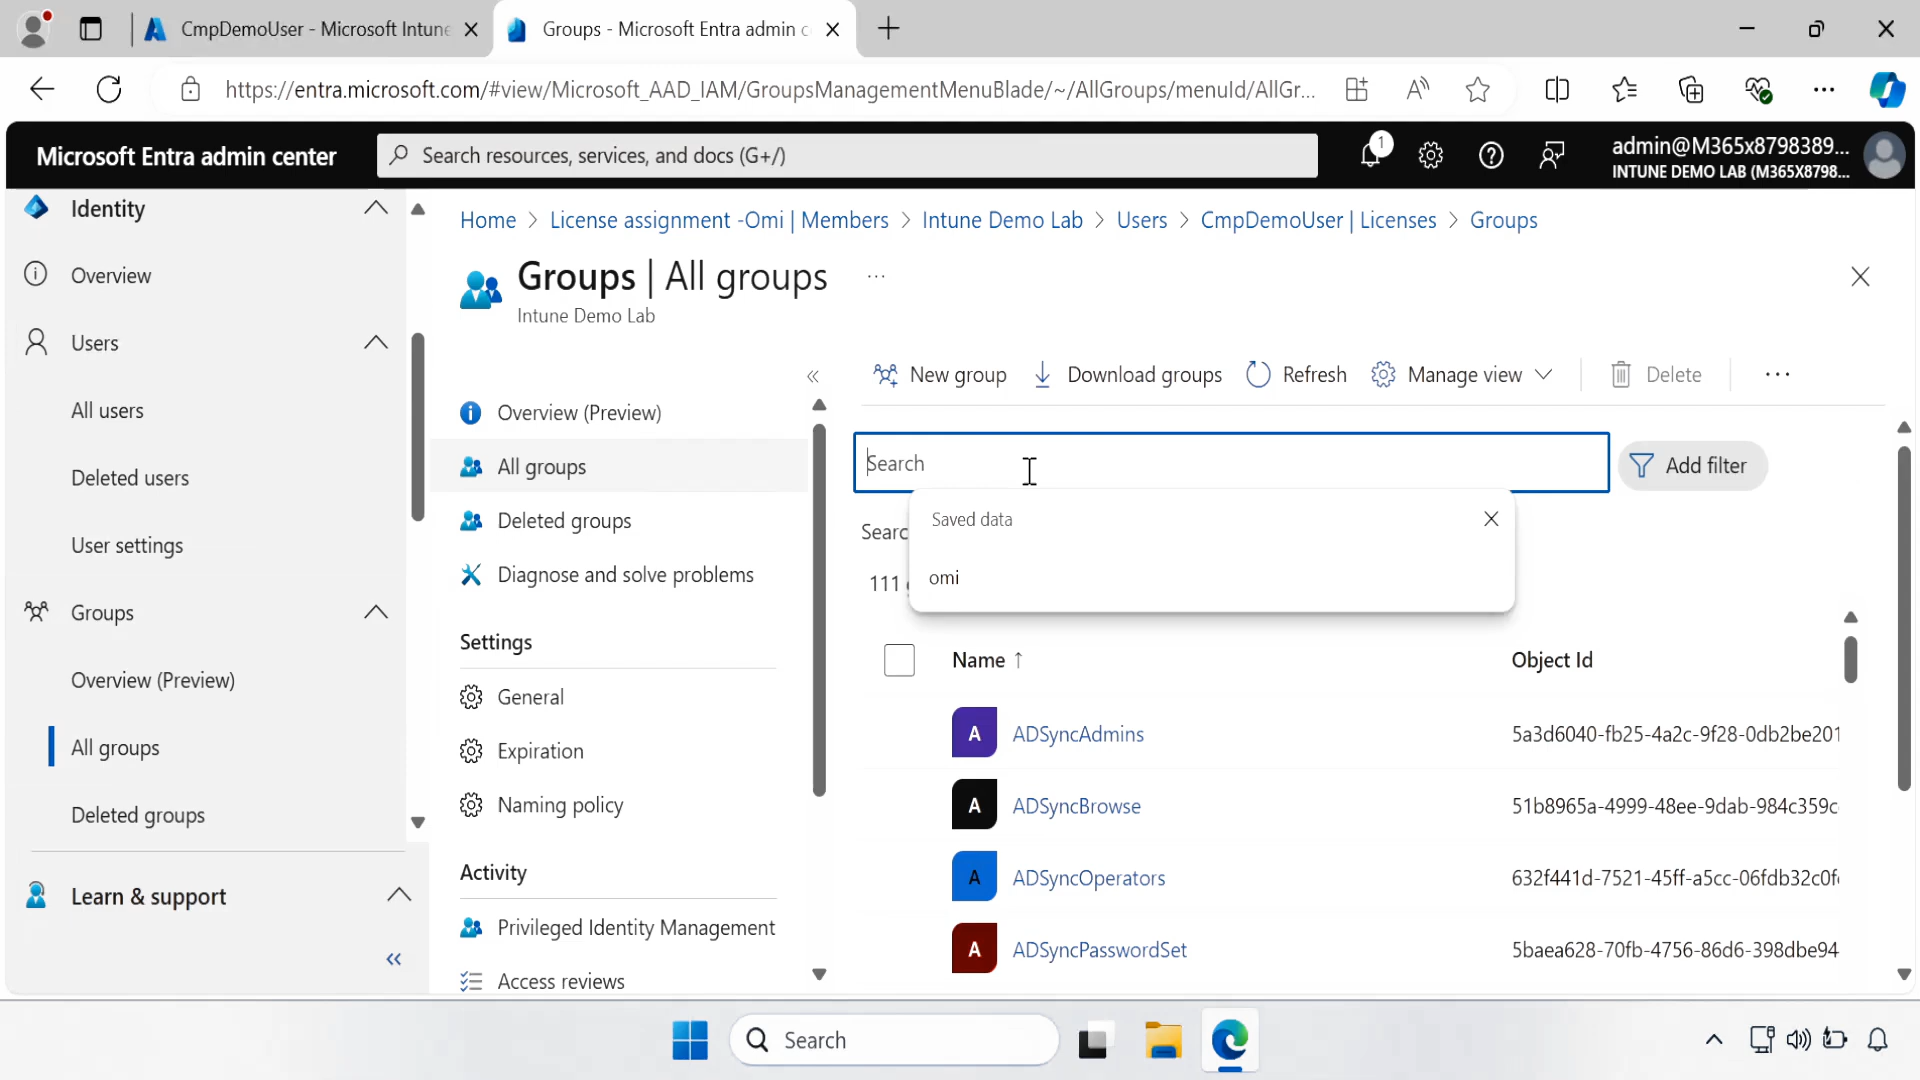 CmpDemoUser - Microsoft Intune
Groups - Microsoft Entra admin c
https://entra.microsoft.com/#view/Microsoft_AAD_IAM/GroupsManagementMenuBlade/~/AllGroups/menuId/AllGr...
Microsoft Entra admin center
Search resources, services, and docs (G+/)
1
admin@M365x8798389...
INTUNE DEMO LAB (M365X8798...
Identity
Overview
Users
All users
Deleted users
User settings
Groups
Overview (Preview)
All groups
Deleted groups
Learn & support
Home > License assignment -Omi | Members > Intune Demo Lab > Users > CmpDemoUser | Licenses > Groups
Groups | All groups ...
Intune Demo Lab
Overview (Preview)
All groups
Deleted groups
Diagnose and solve problems
Settings
General
Expiration
Naming policy
Activity
Privileged Identity Management
Access reviews
New group
Download groups
Refresh
Manage view
Delete
...
Search
Add filter
Searc
Saved data
omi
111
Name ↑
Object Id
A ADSyncAdmins 5a3d6040-fb25-4a2c-9f28-0db2be201
A ADSyncBrowse 51b8965a-4999-48ee-9dab-984c359c
A ADSyncOperators 632f441d-7521-45ff-a5cc-06fdb32c0f
A ADSyncPasswordSet 5baea628-70fb-4756-86d6-398dbe94
Search